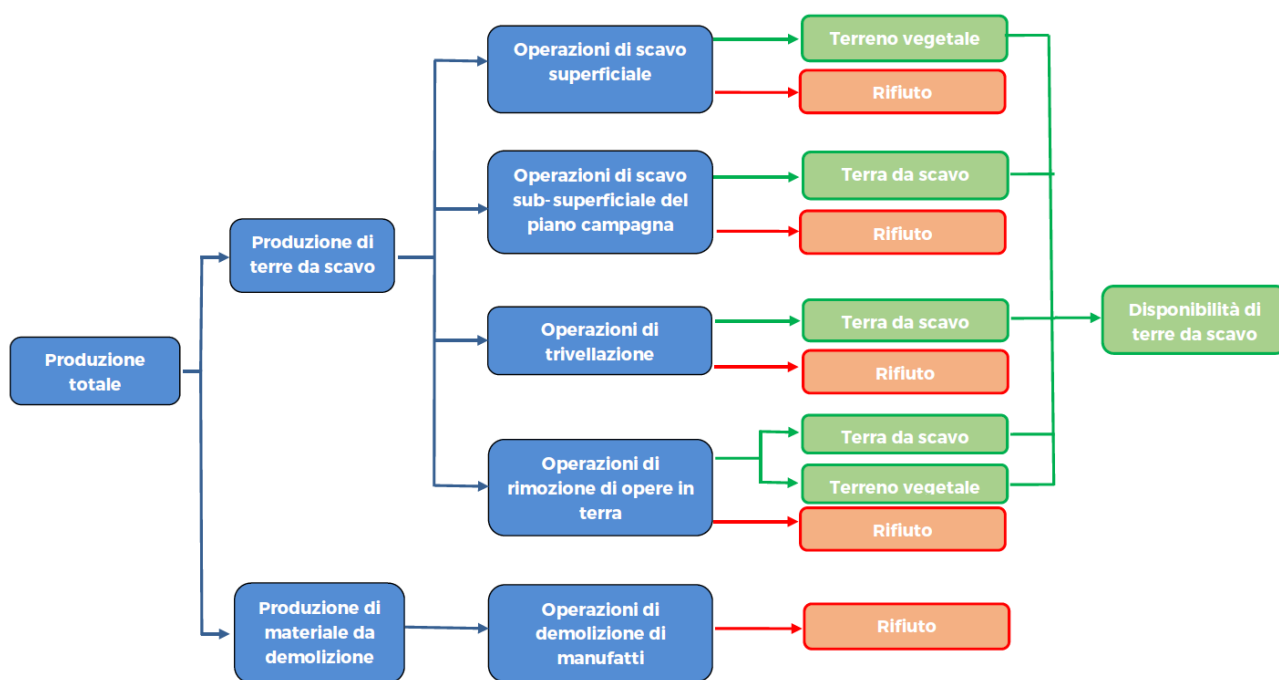 Operazioni di scavo
superficiale
Terreno vegetale
Rifiuto
Operazioni di scavo
sub-superficiale del
piano campagna
Terra da scavo
Rifiuto
Produzione di
terre da scavo
Operazioni di
trivellazione
Terra da scavo
Rifiuto
Disponibilità di
terre da scavo
Produzione
totale
Operazioni di
rimozione di opere in
terra
Terra da scavo
Terreno vegetale
Rifiuto
Produzione di
materiale da
demolizione
Operazioni di
demolizione di
manufatti
Rifiuto